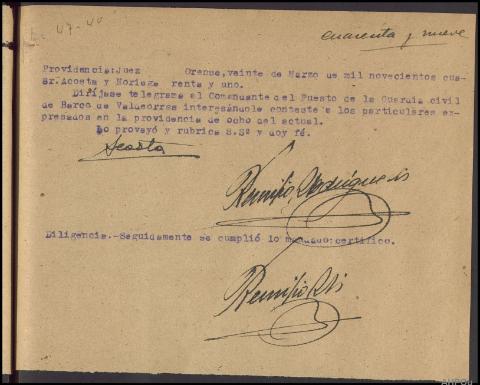 47-48
cuarenta y nueve
Providencia:Juez Orense,veinte de Marzo de mil novecientos cua-
Sr.Acosta y Noriega renta y uno.
Dirijase telegrama al Comandante del Puesto de la Guardia civil
de Barco de Valdeorras interesándole conteste a los particulares ex-
presados en la providencia de ocho del actual.
Lo proveyó y rubrica S.Sª y doy fé.
Acosta
Remigio
Diligencia.-Seguidamente se cumplió lo mandado:certifico.
Remigio